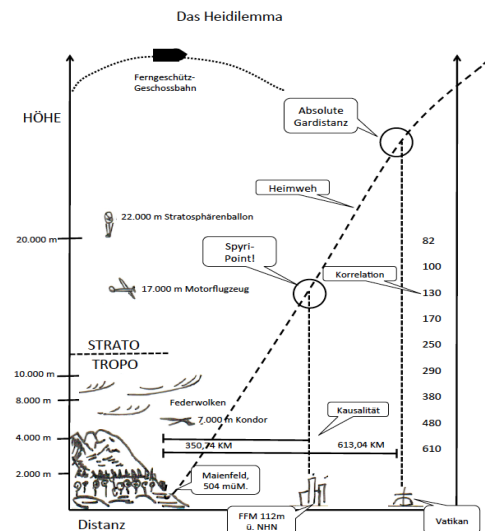 Das Heidilemma
Ferngeschütz-
Geschossbahn
HÖHE
Absolute
Gardistanz
Heimweh
22.000 m Stratosphärenballon
20.000 m
Spyri-
Point!
82
100
Korrelation
130
17.000 m Motorflugzeug
170
STRATO
250
TROPO
290
10.000 m
380
8.000 m
Federwolken
7.000 m Kondor
Kausalität
480
4.000 m
350,74 KM
613,04 KM
610
2.000 m
Maienfeld,
504 müM.
Distanz
FFM 112m
ü. NHN
Vatikan